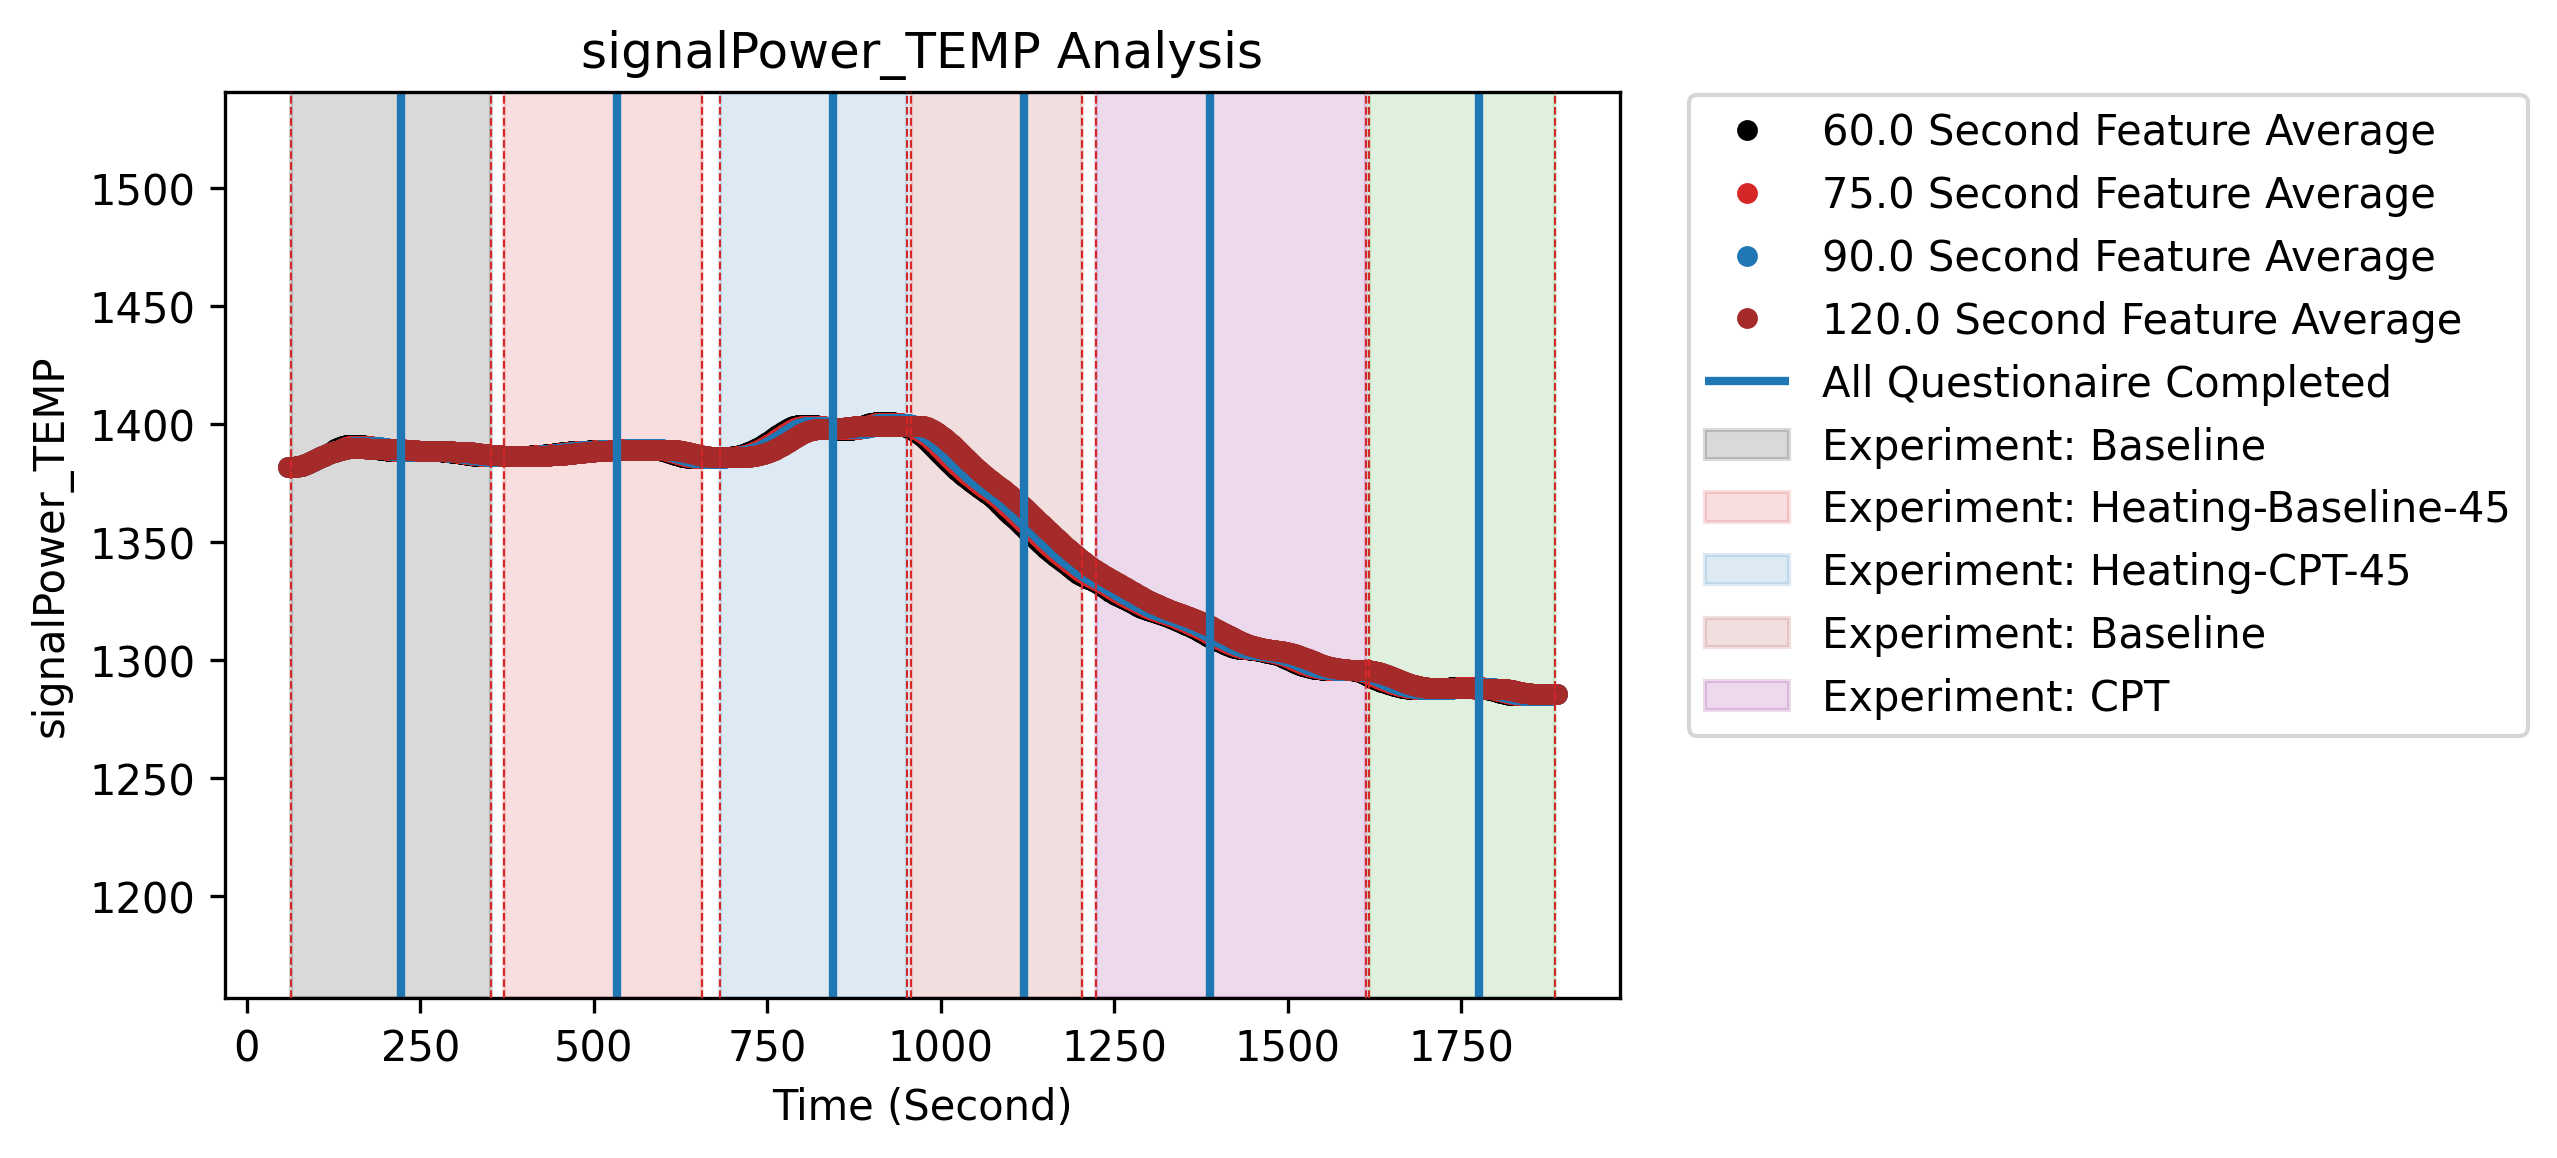 signalPower_TEMP Analysis
signalPower_TEMP
1500
1450
1400
1350
1300
1250
1200
0 250 500 750 1000 1250 1500 1750
Time (Second)
60.0 Second Feature Average
75.0 Second Feature Average
90.0 Second Feature Average
120.0 Second Feature Average
All Questionaire Completed
Experiment: Baseline
Experiment: Heating-Baseline-45
Experiment: Heating-CPT-45
Experiment: Baseline
Experiment: CPT